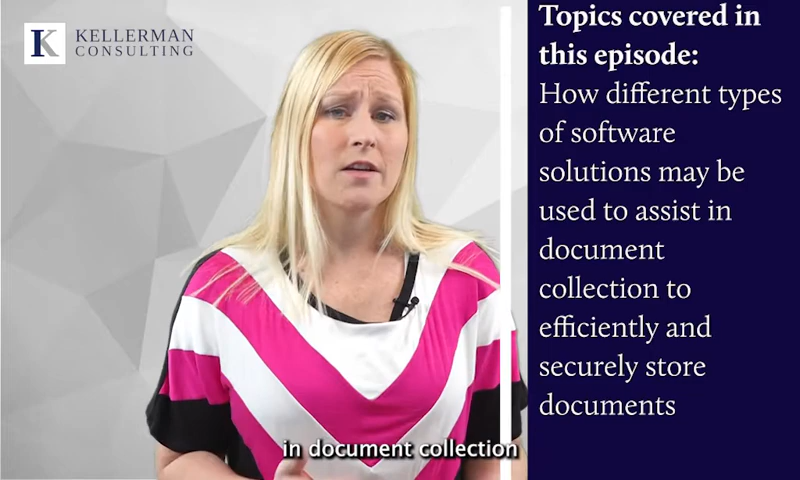 KELLERMAN
CONSULTING
Topics covered in
this episode:
How different types
of software
solutions may be
used to assist in
document
collection to
efficiently and
securely store
documents
in document collection